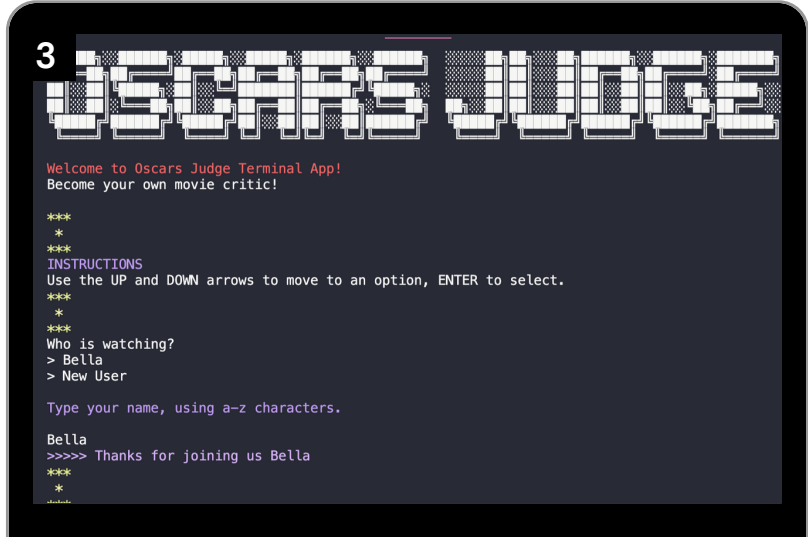 3
OSCARS JUDGE
Welcome to Oscars Judge Terminal App!
Become your own movie critic!
***
*
***
INSTRUCTIONS
Use the UP and DOWN arrows to move to an option, ENTER to select.
***
*
***
Who is watching?
> Bella
> New User
Type your name, using a-z characters.
Bella
>>>>> Thanks for joining us Bella
***
*
***